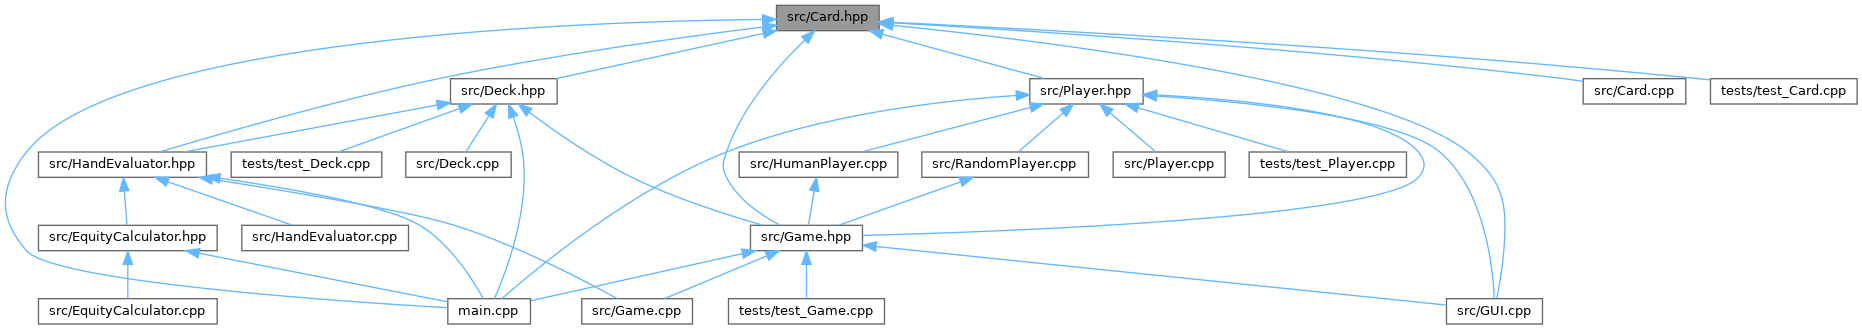 src/Card.hpp
src/Deck.hpp
src/Player.hpp
src/Card.cpp
tests/test_Card.cpp
src/HandEvaluator.hpp
tests/test_Deck.cpp
src/Deck.cpp
src/HumanPlayer.cpp
src/RandomPlayer.cpp
src/Player.cpp
tests/test_Player.cpp
src/EquityCalculator.hpp
src/HandEvaluator.cpp
src/Game.hpp
src/EquityCalculator.cpp
main.cpp
src/Game.cpp
tests/test_Game.cpp
src/GUI.cpp